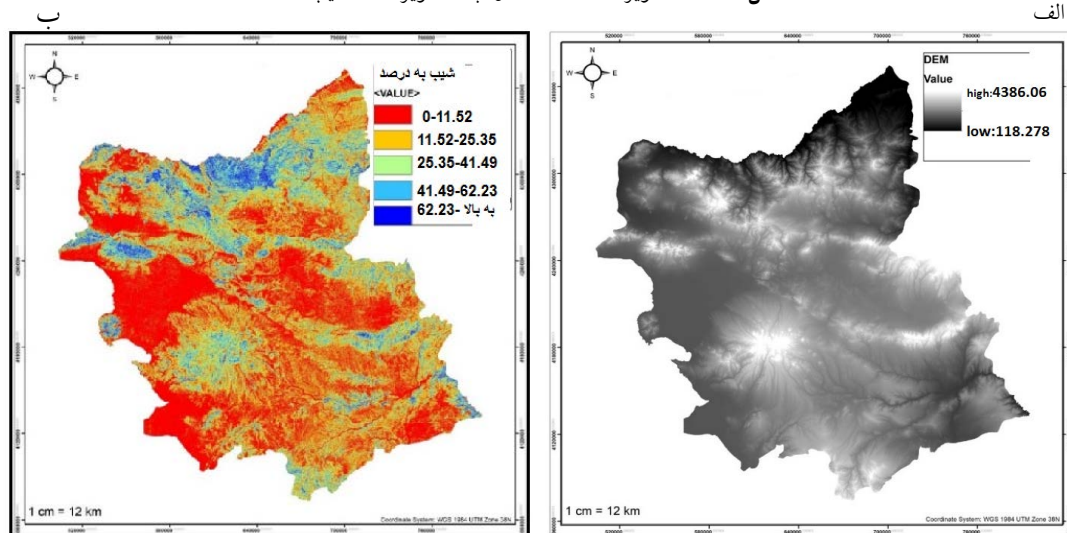 الف
ب
N
W E
S
شیب به درصد
<VALUE>
0-11.52
11.52-25.35
25.35-41.49
41.49-62.23
62.23- به بالا
1 cm = 12 km
Coordinate System: WGS 1984 UTM Zone 38N
N
W E
S
DEM
Value
high:4386.06
low:118.278
1 cm = 12 km
Coordinate System: WGS 1984 UTM Zone 38N